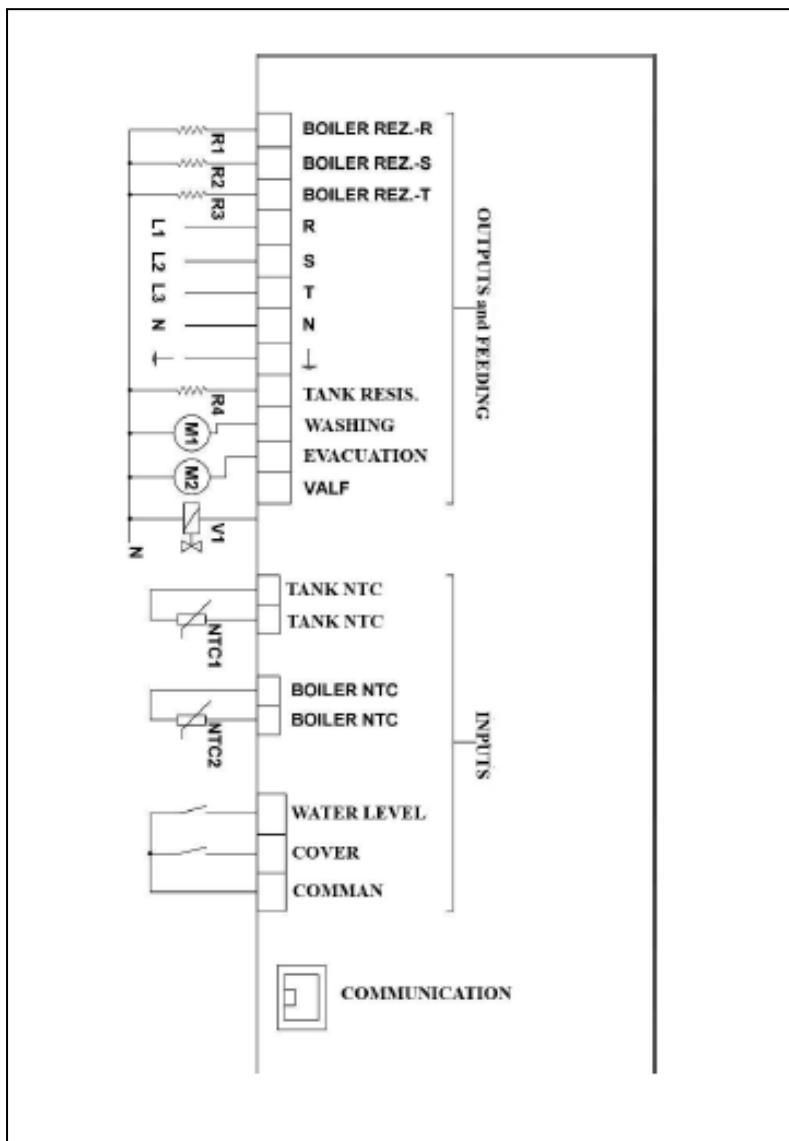 R1
BOILER REZ.-R
R2
BOILER REZ.-S
R3
BOILER REZ.-T
L1
R
L2
S
L3
T
N
N
OUTPUTS and FEEDING
R4
TANK RESIS.
M1
WASHING
M2
EVACUATION
VALF
V1
N
TANK NTC
TANK NTC
NTC1
BOILER NTC
BOILER NTC
NTC2
INPUTS
WATER LEVEL
COVER
COMMAN
COMMUNICATION